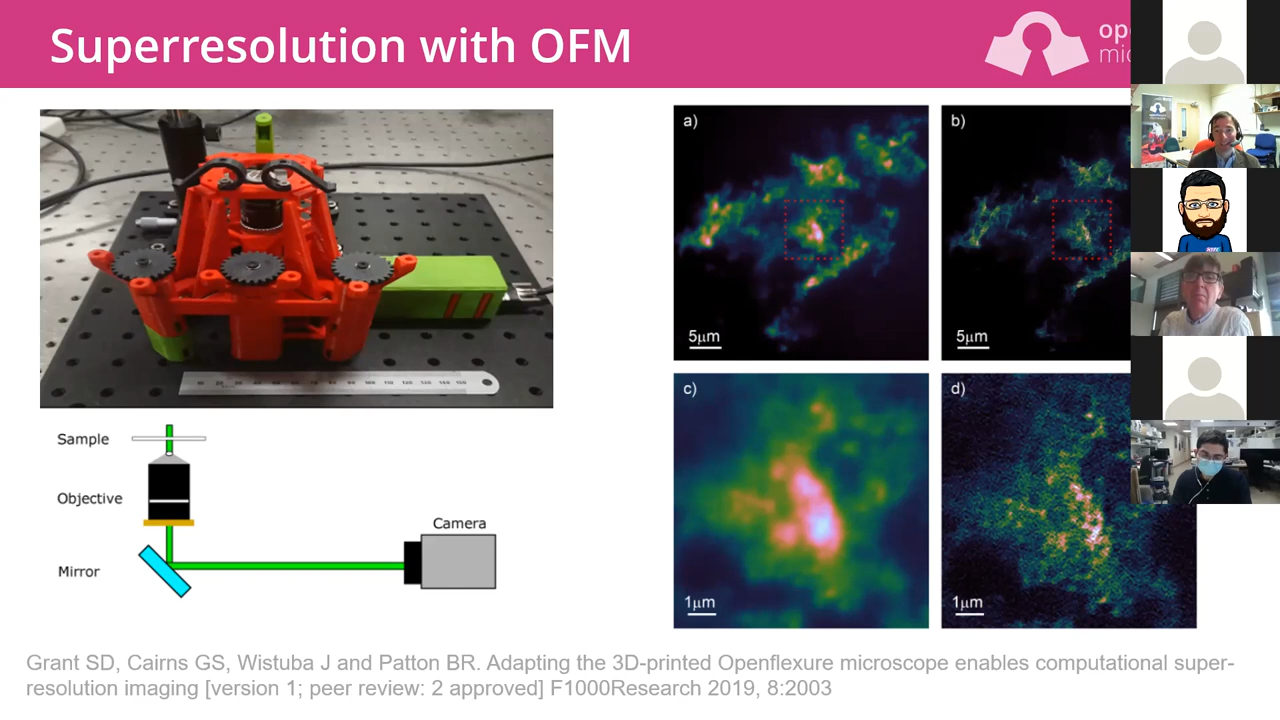 Superresolution with OFM
a)
b)
5µm
5µm
Sample
Objective
Camera
Mirror
c)
d)
1µm
1µm
Grant SD, Cairns GS, Wistuba J and Patton BR. Adapting the 3D-printed Openflexure microscope enables computational super-
resolution imaging [version 1; peer review: 2 approved] F1000Research 2019, 8:2003